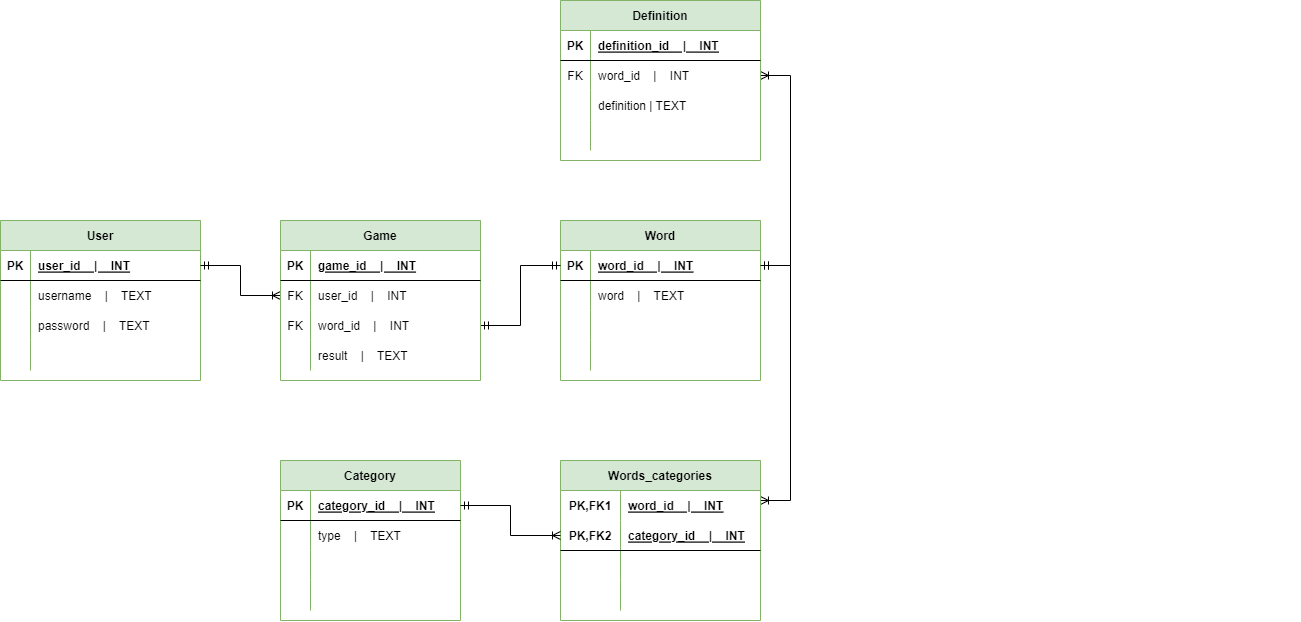 Definition
PK definition_id | INT
FK word_id | INT
definition | TEXT
User
PK user_id | INT
username | TEXT
password | TEXT
Game
PK game_id | INT
FK user_id | INT
FK word_id | INT
result | TEXT
Word
PK word_id | INT
word | TEXT
Category
PK category_id | INT
type | TEXT
Words_categories
PK,FK1 word_id | INT
PK,FK2 category_id | INT